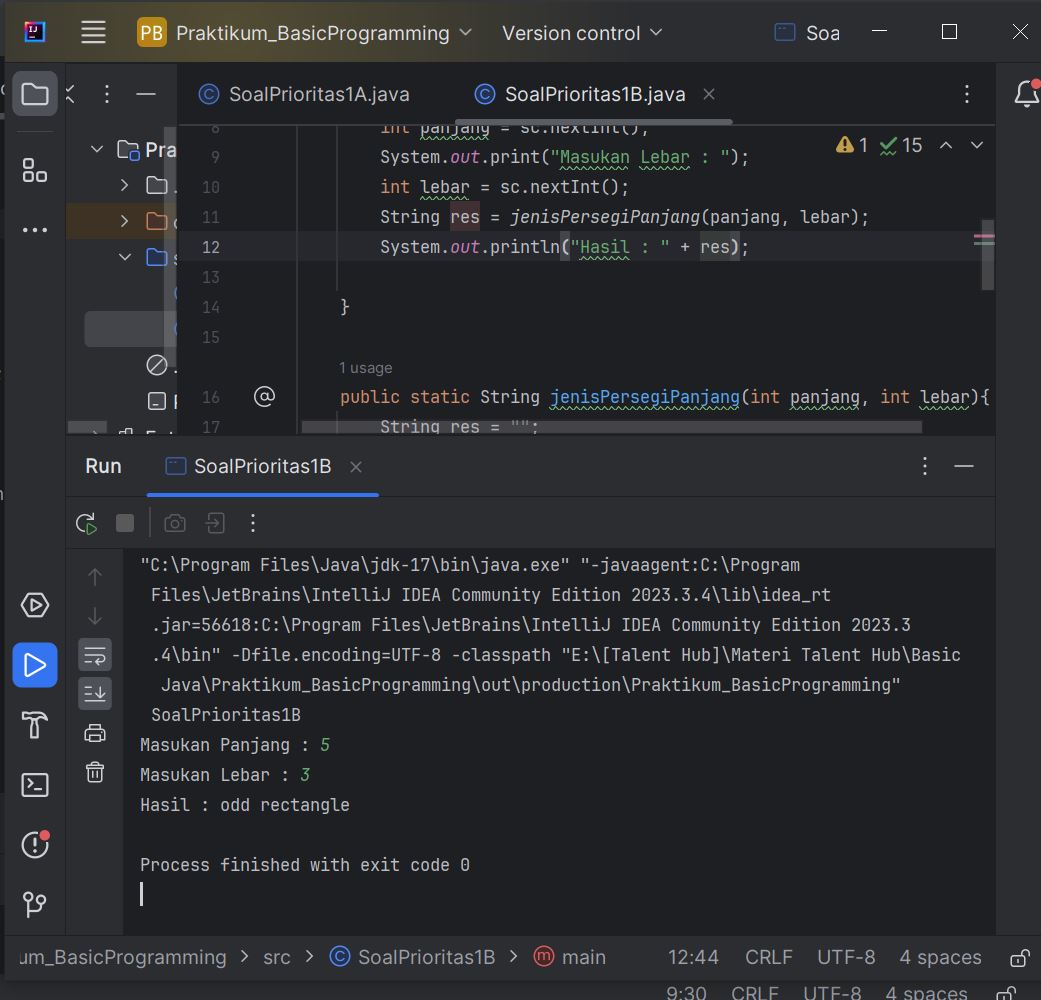 PB Praktikum_BasicProgramming Version control Soa
SoalPrioritas1A.java SoalPrioritas1B.java
Pra
8 int panjang = sc.nextInt();
9 System.out.print("Masukan Lebar : ");
1 15
10 int lebar = sc.nextInt();
11 String res = jenisPersegiPanjang(panjang, lebar);
12 System.out.println("Hasil : " + res);
13
14 }
15
1 usage
16 @ public static String jenisPersegiPanjang(int panjang, int lebar){
17 String res = "";
Run SoalPrioritas1B
"C:\Program Files\Java\jdk-17\bin\java.exe" "-javaagent:C:\Program
Files\JetBrains\IntelliJ IDEA Community Edition 2023.3.4\lib\idea_rt
.jar=56618:C:\Program Files\JetBrains\IntelliJ IDEA Community Edition 2023.3
.4\bin" -Dfile.encoding=UTF-8 -classpath "E:\[Talent Hub]\Materi Talent Hub\Basic
Java\Praktikum_BasicProgramming\out\production\Praktikum_BasicProgramming"
SoalPrioritas1B
Masukan Panjang : 5
Masukan Lebar : 3
Hasil : odd rectangle
Process finished with exit code 0
um_BasicProgramming > src > SoalPrioritas1B > main 12:44 CRLF UTF-8 4 spaces
9:30 CRLF UTF-8 4 spaces